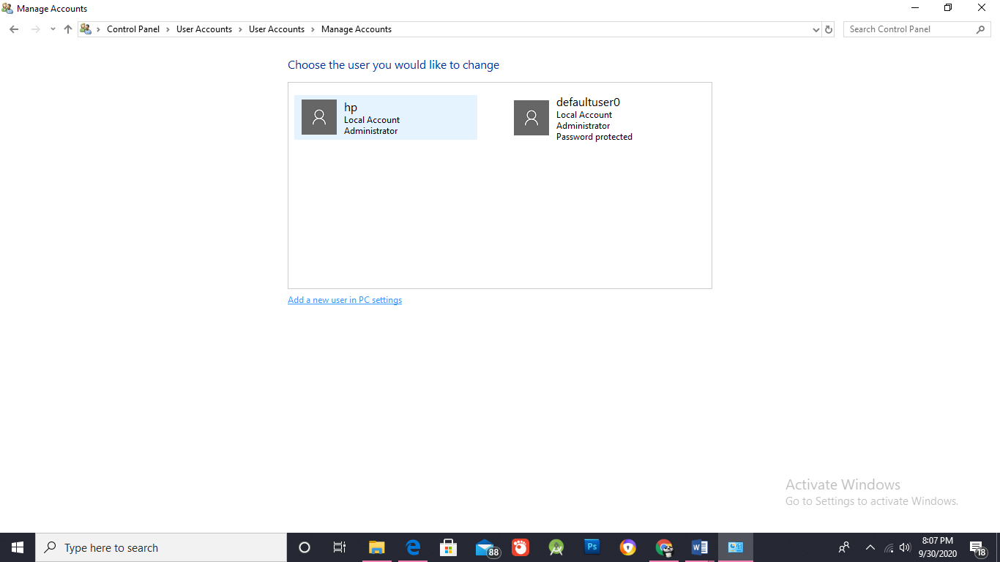 Manage Accounts
Control Panel > User Accounts > User Accounts > Manage Accounts
Search Control Panel
Choose the user you would like to change
hp
Local Account
Administrator
defaultuser0
Local Account
Administrator
Password protected
Add a new user in PC settings
Activate Windows
Go to Settings to activate Windows.
Type here to search
88
Ps
W
8:07 PM
9/30/2020
18